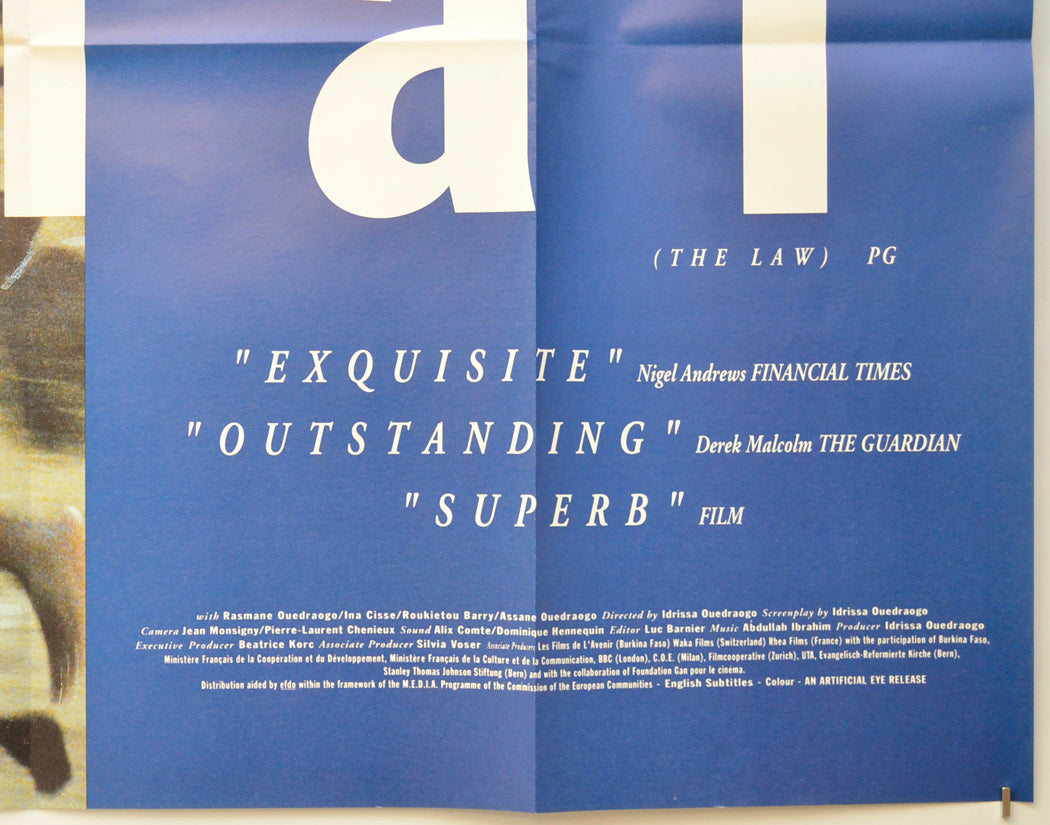 ai
(THE LAW) PG
"EXQUISITE" Nigel Andrews FINANCIAL TIMES
"OUTSTANDING" Derek Malcolm THE GUARDIAN
"SUPERB" FILM
with Rasmane Ouedraogo/Ina Cisse/Roukietou Barry/Assane Ouedraogo Directed by Idrissa Ouedraogo Screenplay by Idrissa Ouedraogo
Camera Jean Monsigny/Pierre-Laurent Chenieux Sound Alix Comte/Dominique Hennequin Editor Luc Barnier Music Abdullah Ibrahim Producer Idrissa Ouedraogo
Executive Producer Beatrice Korc Associate Producer Silvia Voser Associate Producers Les Films de L'Avenir (Burkina Faso) Waka Films (Switzerland) Rhea Films (France) with the participation of Burkina Faso,
Ministère Français de la Coopération et du Développement, Ministère Français de la Culture et de la Communication, BBC (London), C.O.E. (Milan), Filmcooperative (Zurich), UTA, Evangelisch-Reformierte Kirche (Bern),
Stanley Thomas Johnson Stiftung (Bern) and with the collaboration of Foundation Gan pour le cinema.
Distribution aided by efdo within the framework of the M.E.D.I.A. Programme of the Commission of the European Communities - English Subtitles - Colour - AN ARTIFICIAL EYE RELEASE